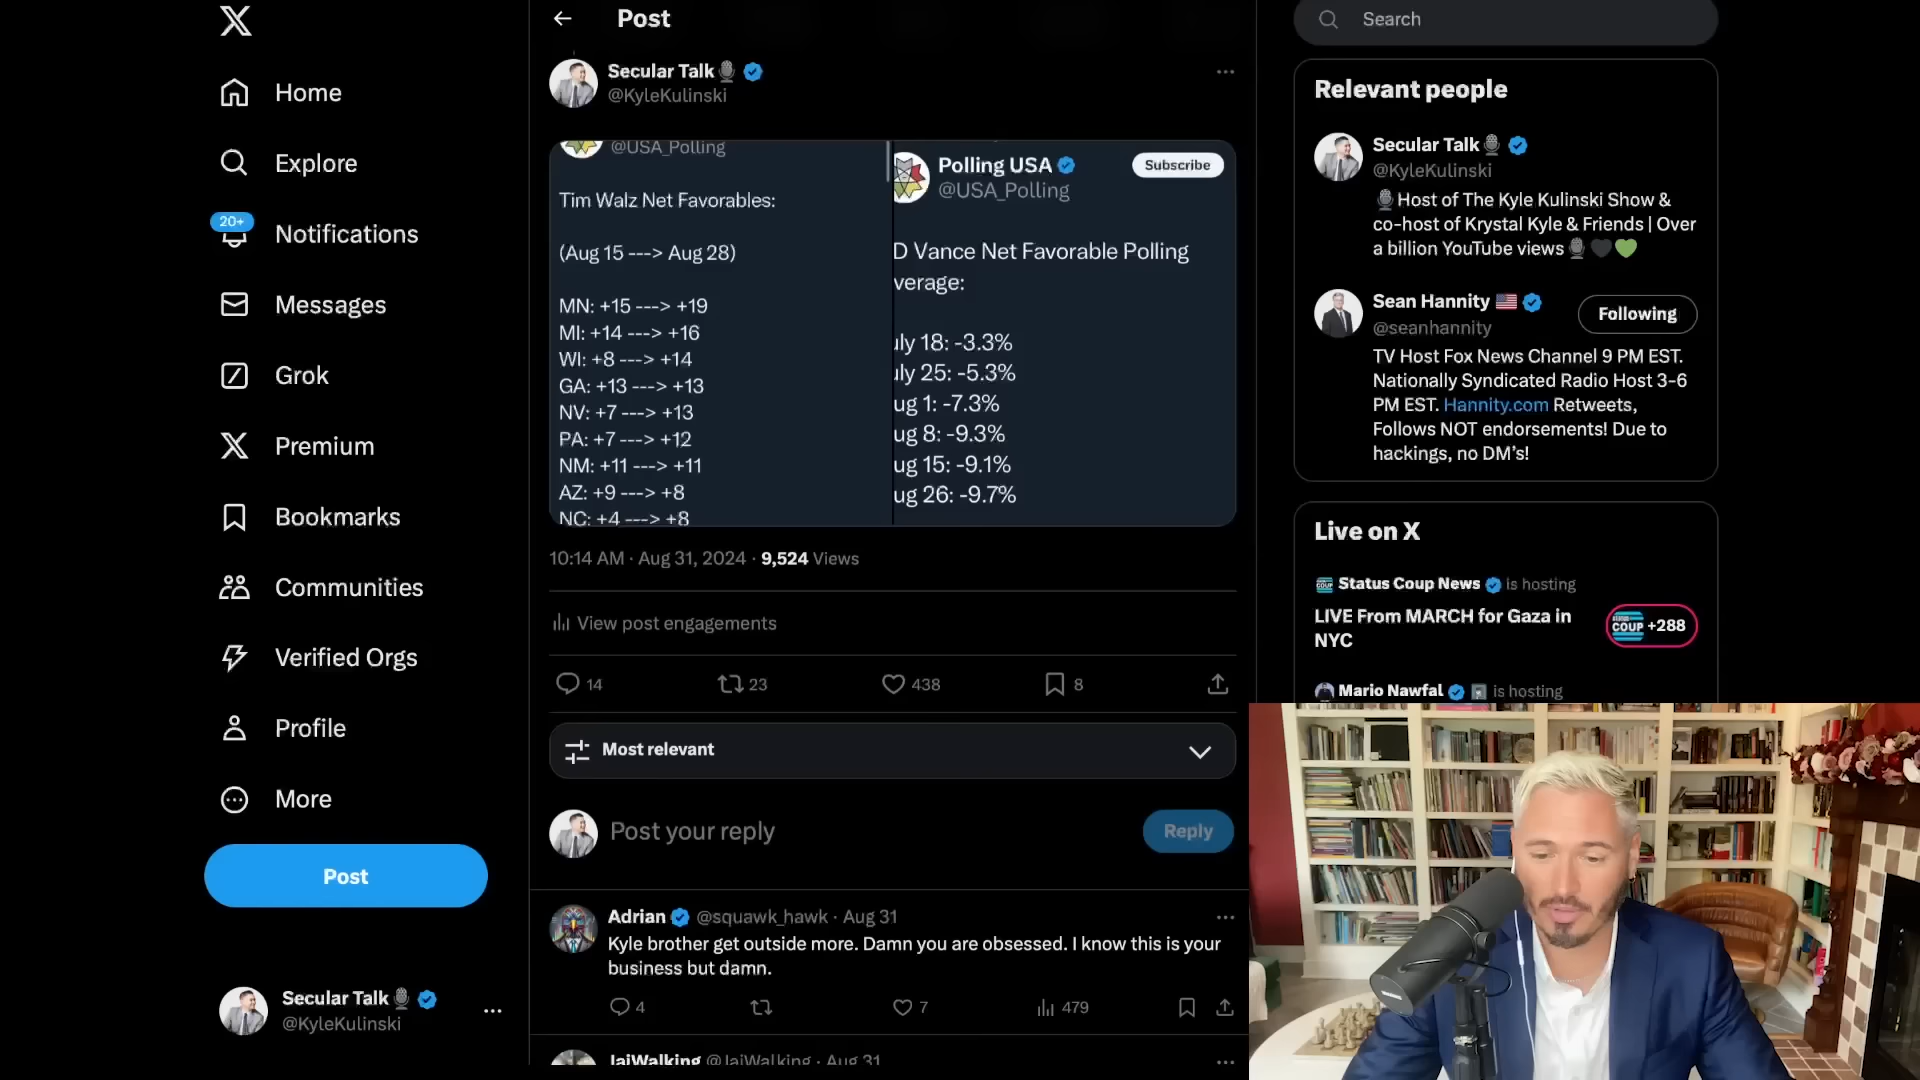 Home
Explore
20+
Notifications
Messages
Grok
Premium
Bookmarks
Communities
Verified Orgs
Profile
More
Post
Secular Talk
@KyleKulinski
Post
Secular Talk
@KyleKulinski
@USA_Polling
Tim Walz Net Favorables:
(Aug 15 ---> Aug 28)
MN: +15 ---> +19
MI: +14 ---> +16
WI: +8 ---> +14
GA: +13 ---> +13
NV: +7 ---> +13
PA: +7 ---> +12
NM: +11 ---> +11
AZ: +9 ---> +8
NC: +4 ---> +8
Polling USA
Subscribe
@USA_Polling
D Vance Net Favorable Polling
verage:
uly 18: -3.3%
uly 25: -5.3%
ug 1: -7.3%
ug 8: -9.3%
ug 15: -9.1%
ug 26: -9.7%
10:14 AM · Aug 31, 2024 · 9,524 Views
View post engagements
14 23 438 8
Most relevant
Post your reply
Reply
Adrian @squawk_hawk · Aug 31
Kyle brother get outside more. Damn you are obsessed. I know this is your
business but damn.
4 7 479
JaiWalking @JaiWalking · Aug 31
Search
Relevant people
Secular Talk
@KyleKulinski
Host of The Kyle Kulinski Show &
co-host of Krystal Kyle & Friends | Over
a billion YouTube views
Sean Hannity
Following
@seanhannity
TV Host Fox News Channel 9 PM EST.
Nationally Syndicated Radio Host 3-6
PM EST. Hannity.com Retweets,
Follows NOT endorsements! Due to
hackings, no DM's!
Live on X
Status Coup News is hosting
LIVE From MARCH for Gaza in
NYC
COUP +288
Mario Nawfal is hosting